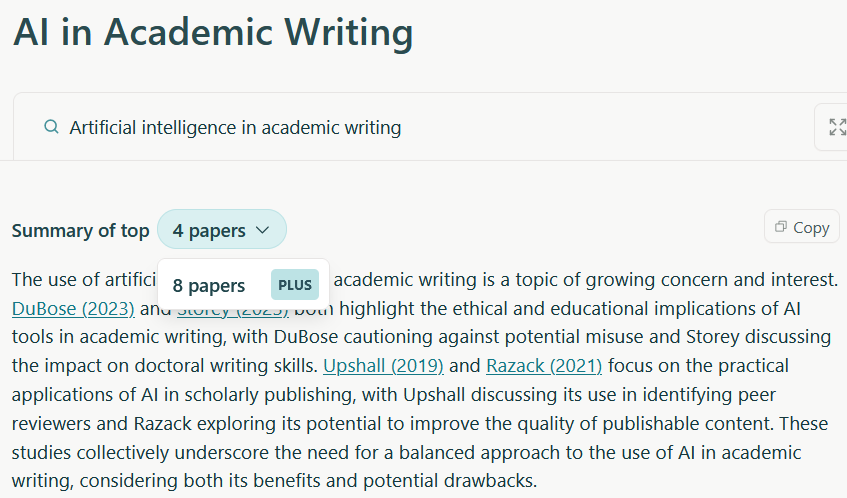 AI in Academic Writing
Artificial intelligence in academic writing
Summary of top 4 papers
Copy
8 papers PLUS
The use of artifici academic writing is a topic of growing concern and interest.
DuBose (2023) and Storey (2023) both highlight the ethical and educational implications of AI
tools in academic writing, with DuBose cautioning against potential misuse and Storey discussing
the impact on doctoral writing skills. Upshall (2019) and Razack (2021) focus on the practical
applications of AI in scholarly publishing, with Upshall discussing its use in identifying peer
reviewers and Razack exploring its potential to improve the quality of publishable content. These
studies collectively underscore the need for a balanced approach to the use of AI in academic
writing, considering both its benefits and potential drawbacks.